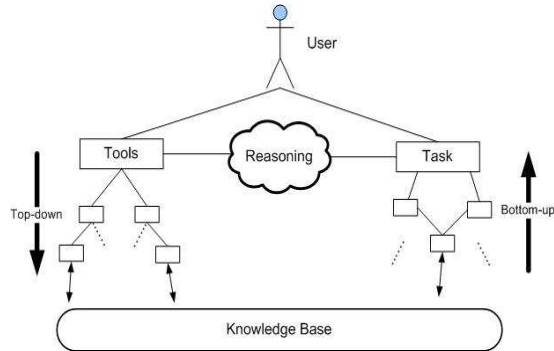 User
Tools
Reasoning
Task
Top-down
Bottom-up
Knowledge Base